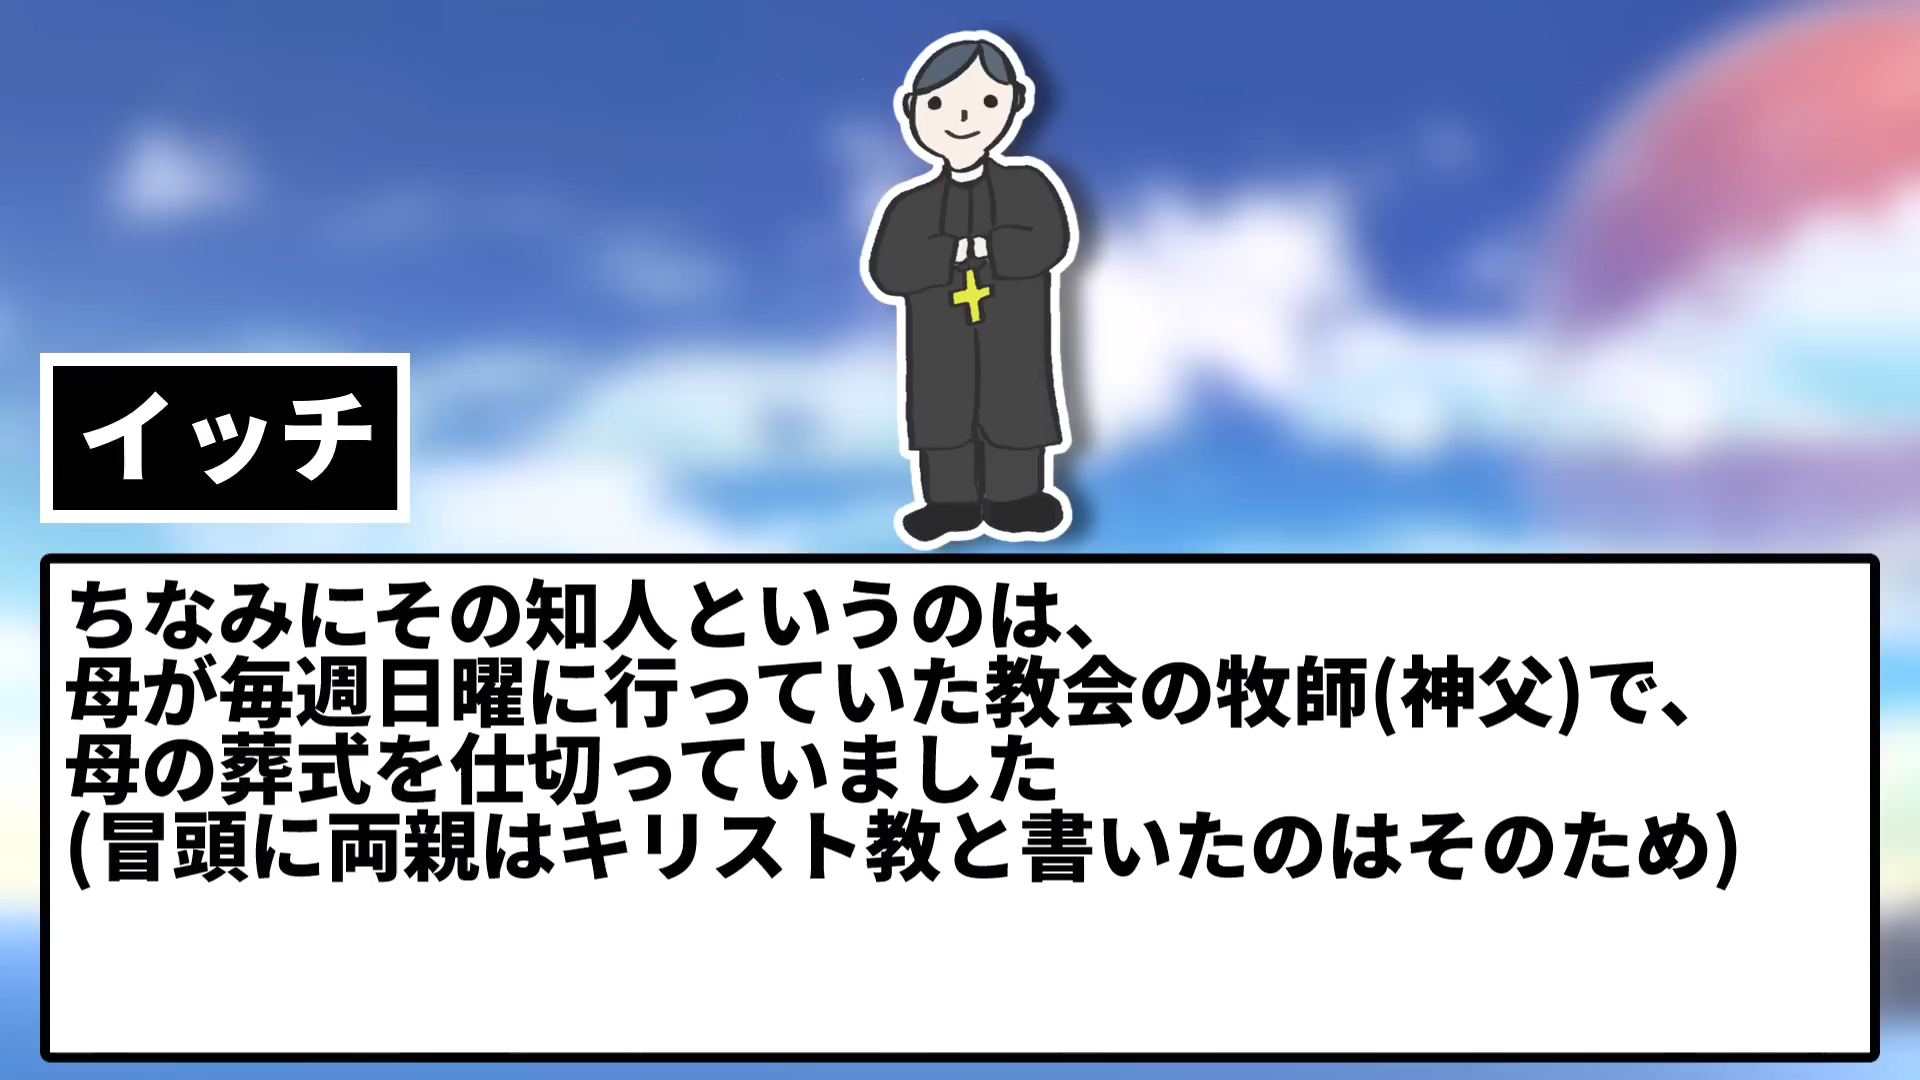 イッチ
ちなみにその知人というのは、
母が毎週日曜に行っていた教会の牧師(神父)で、
母の葬式を仕切っていました
(冒頭に両親はキリスト教と書いたのはそのため)